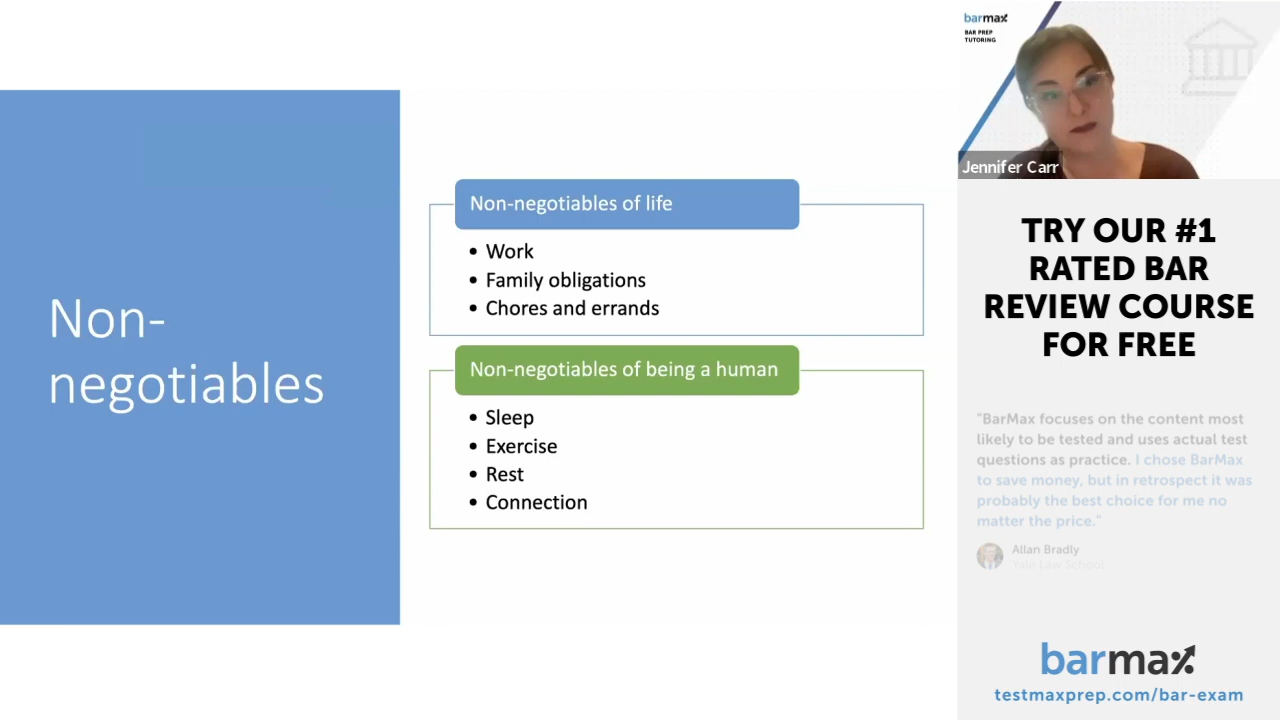 Non-
negotiables
Non-negotiables of life
• Work
• Family obligations
• Chores and errands
Non-negotiables of being a human
• Sleep
• Exercise
• Rest
• Connection
barmax
BAR PREP
TUTORING
Jennifer Carr
TRY OUR #1
RATED BAR
REVIEW COURSE
FOR FREE
"BarMax focuses on the content most
likely to be tested and uses actual test
questions as practice. I chose BarMax
to save money, but in retrospect it was
probably the best choice for me no
matter the price."
Allan Bradly
Yale Law School
barmax
testmaxprep.com/bar-exam